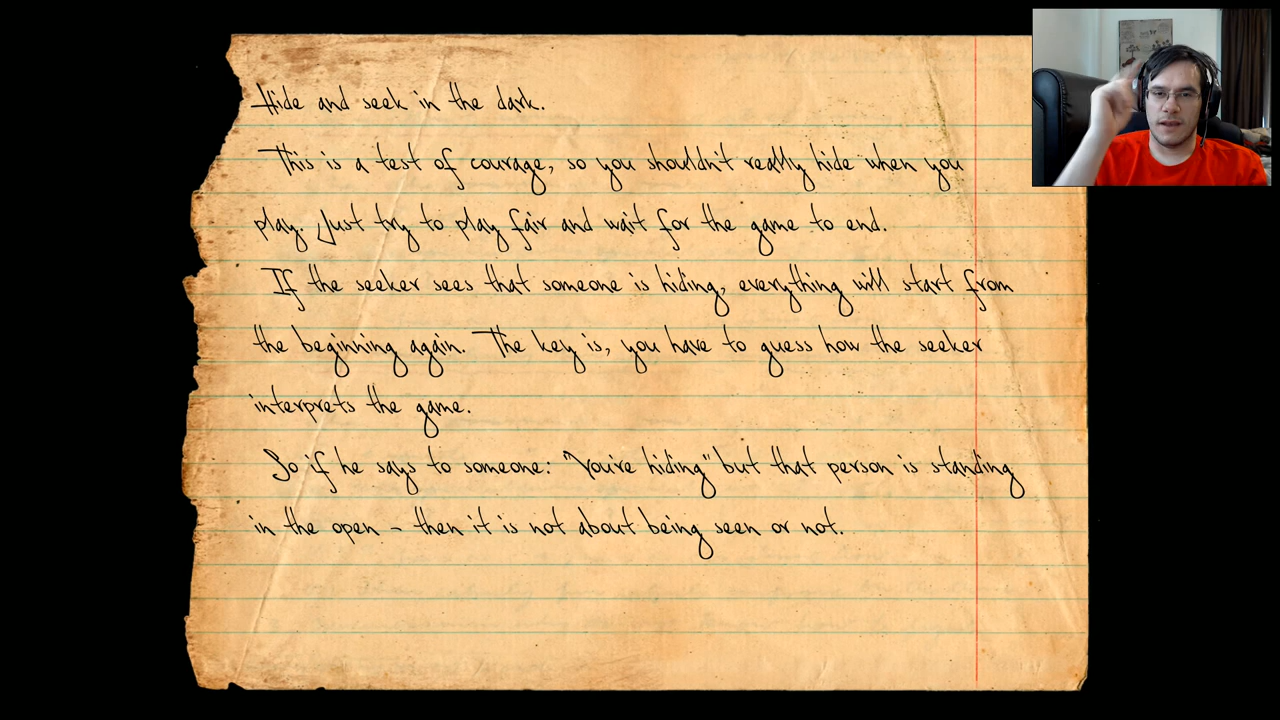 Hide and seek in the dark.
This is a test of courage, so you shouldn't really hide when you
play. Just try to play fair and wait for the game to end.
If the seeker sees that someone is hiding, everything will start from
the beginning again. The key is, you have to guess how the seeker
interprets the game.
So if he says to someone: "You're hiding" but that person is standing
in the open - then it is not about being seen or not.